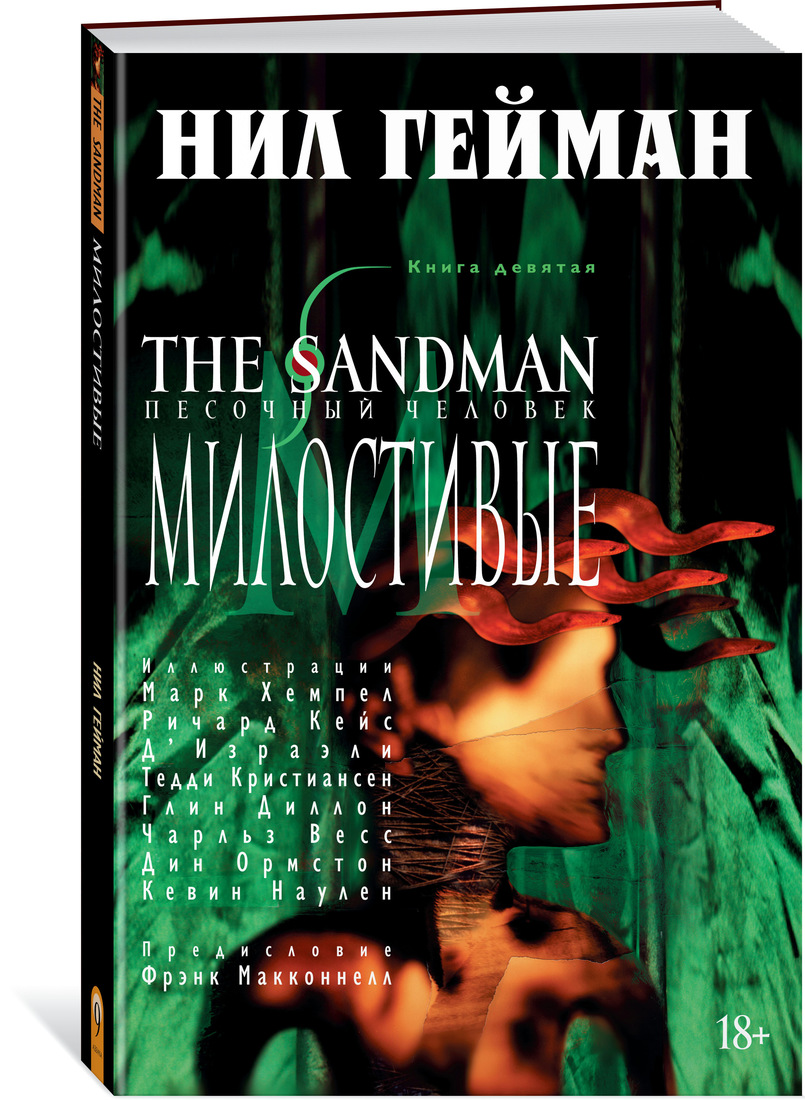 НИЛ ГЕЙМАН
Книга девятая
THE SANDMAN
ПЕСОЧНЫЙ ЧЕЛОВЕК
МИЛОСТИВЫЕ
Иллюстрации
Марк Хемпел
Ричард Кейс
Д'Израэли
Тедди Кристиансен
Глин Диллон
Чарльз Весс
Дин Ормстон
Кевин Наулен
Предисловие
Фрэнк Макконнелл
18+
THE SANDMAN МИЛОСТИВЫЕ
НИЛ ГЕЙМАН
9